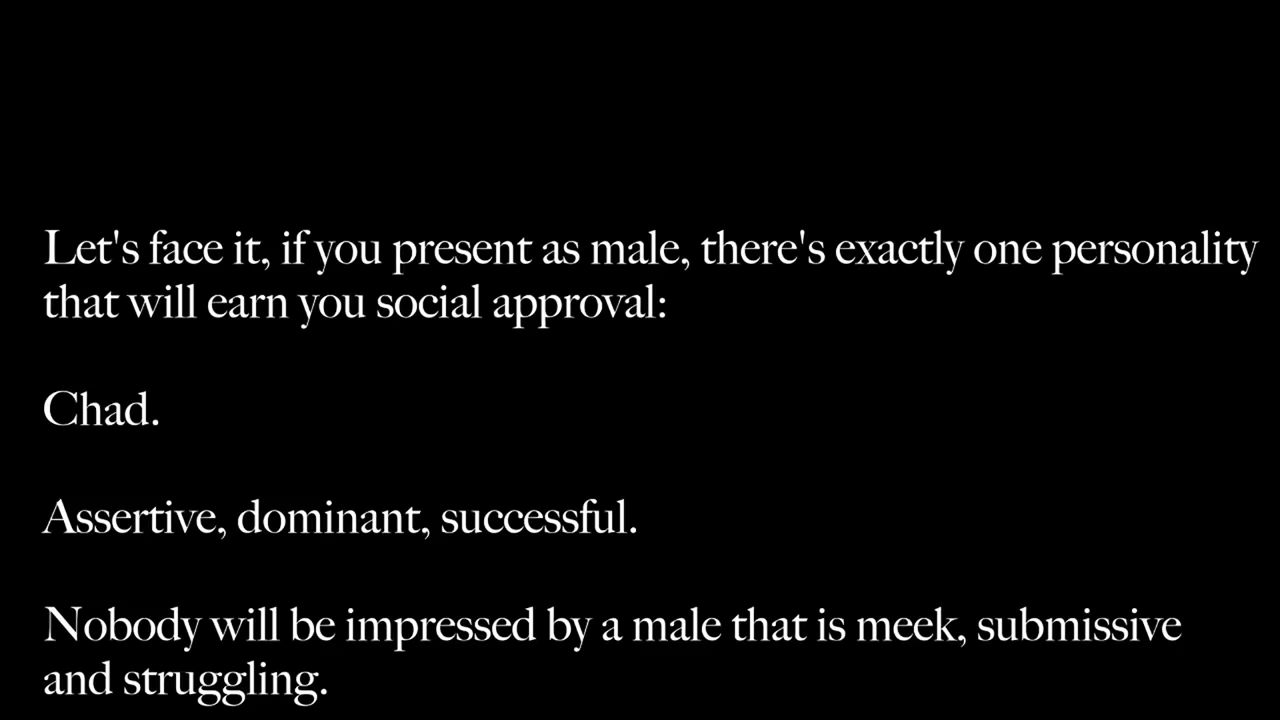 Let's face it, if you present as male, there's exactly one personality
that will earn you social approval:
Chad.
Assertive, dominant, successful.
Nobody will be impressed by a male that is meek, submissive
and struggling.